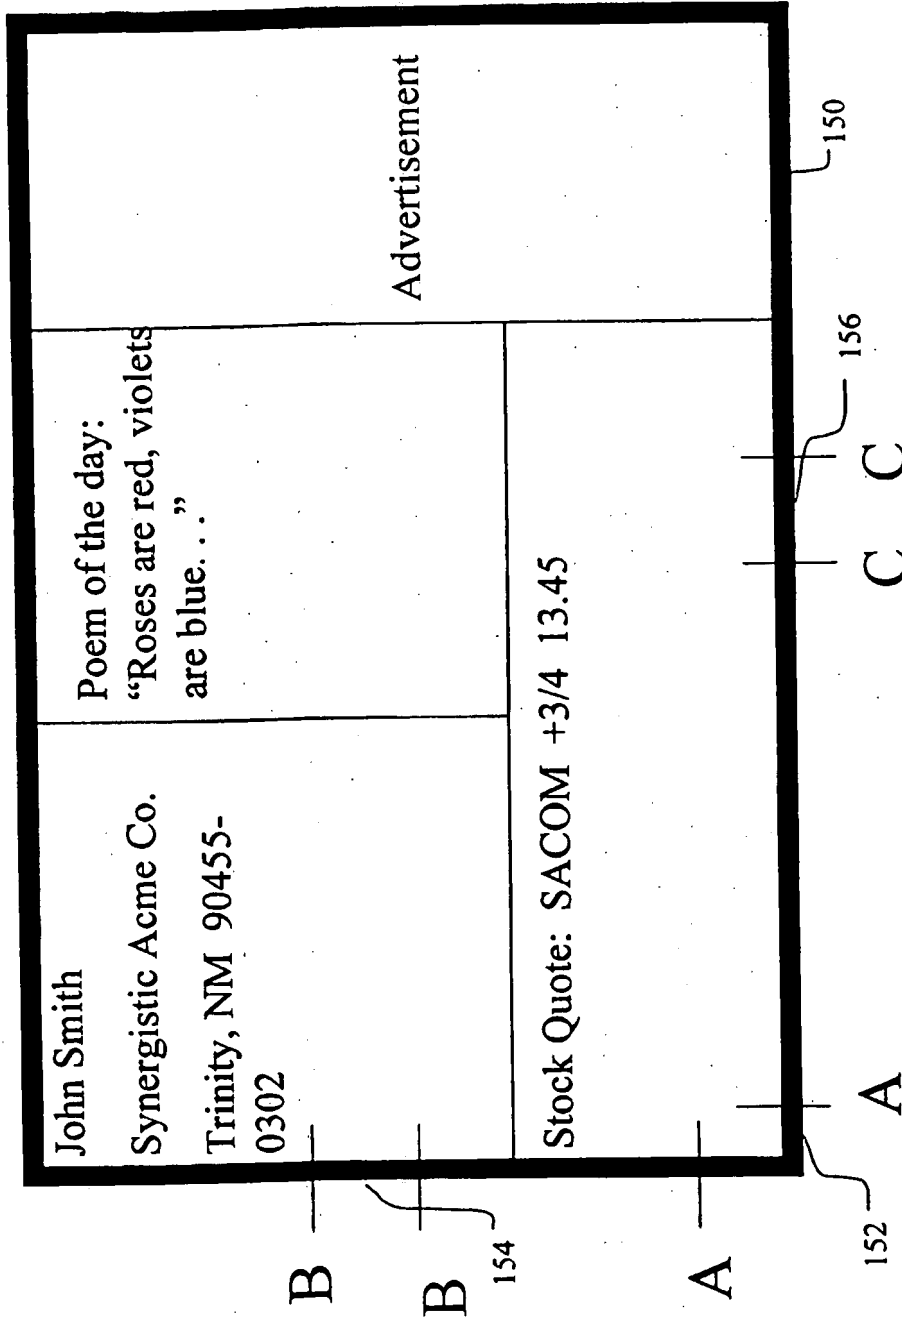 John Smith
Synergistic Acme Co.
Trinity, NM 90455-
0302
Poem of the day:
“Roses are red, violets
are blue. . .”
Advertisement
Stock Quote: SACOM +3/4 13.45
B
B
154
A
152
A
C
C
156
150